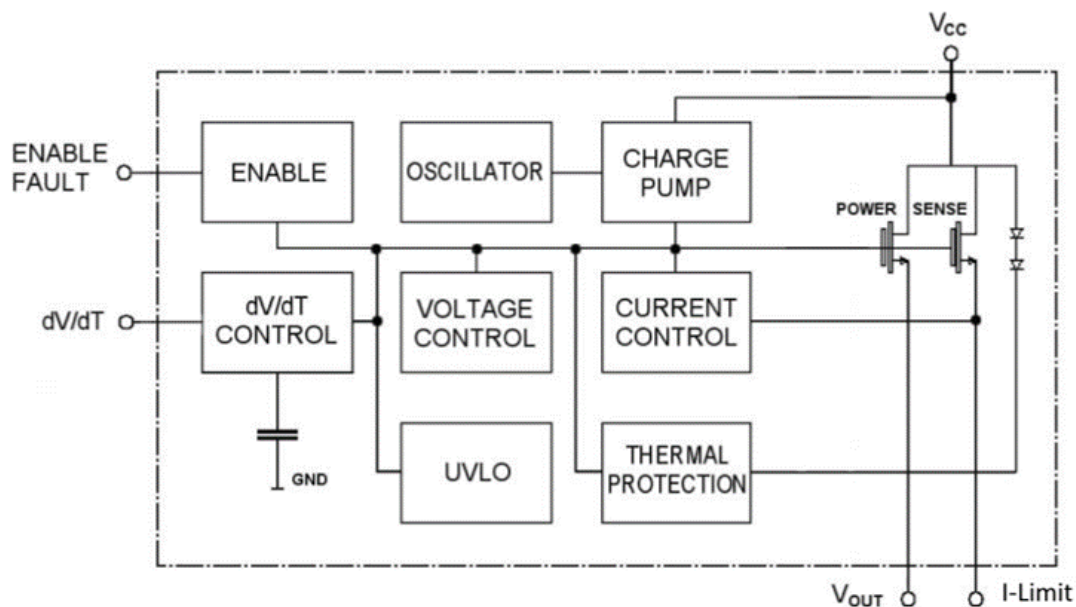 VCC
ENABLE
FAULT
ENABLE
OSCILLATOR
CHARGE
PUMP
POWER
SENSE
dV/dT
dV/dT
CONTROL
VOLTAGE
CONTROL
CURRENT
CONTROL
GND
UVLO
THERMAL
PROTECTION
VOUT
I-Limit